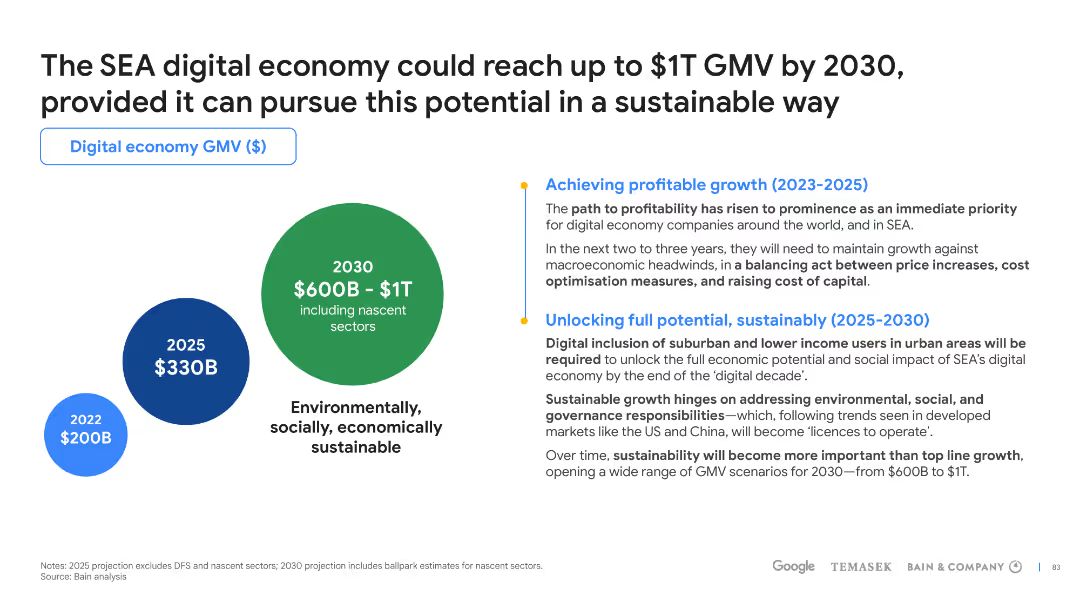 The SEA digital economy could reach up to $1T GMV by 2030,
provided it can pursue this potential in a sustainable way
Digital economy GMV ($)
2022
$200B
2025
$330B
2030
$600B - $1T
including nascent
sectors
Environmentally,
socially, economically
sustainable
Achieving profitable growth (2023-2025)
The path to profitability has risen to prominence as an immediate priority
for digital economy companies around the world, and in SEA.
In the next two to three years, they will need to maintain growth against
macroeconomic headwinds, in a balancing act between price increases, cost
optimisation measures, and raising cost of capital.
Unlocking full potential, sustainably (2025-2030)
Digital inclusion of suburban and lower income users in urban areas will be
required to unlock the full economic potential and social impact of SEA's digital
economy by the end of the 'digital decade'.
Sustainable growth hinges on addressing environmental, social, and
governance responsibilities—which, following trends seen in developed
markets like the US and China, will become 'licences to operate'.
Over time, sustainability will become more important than top line growth,
opening a wide range of GMV scenarios for 2030—from $600B to $1T.
Notes: 2025 projection excludes DFS and nascent sectors; 2030 projection includes ballpark estimates for nascent sectors.
Source: Bain analysis
Google TEMASEK BAIN & COMPANY | 83